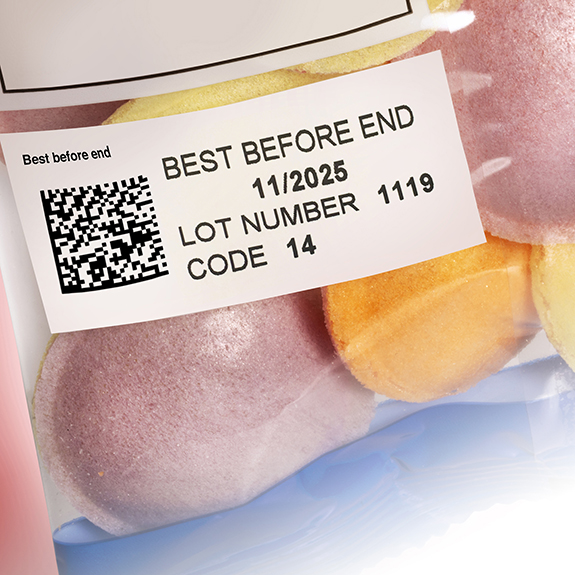 Best before end
BEST BEFORE END
11/2025
LOT NUMBER 1119
CODE 14